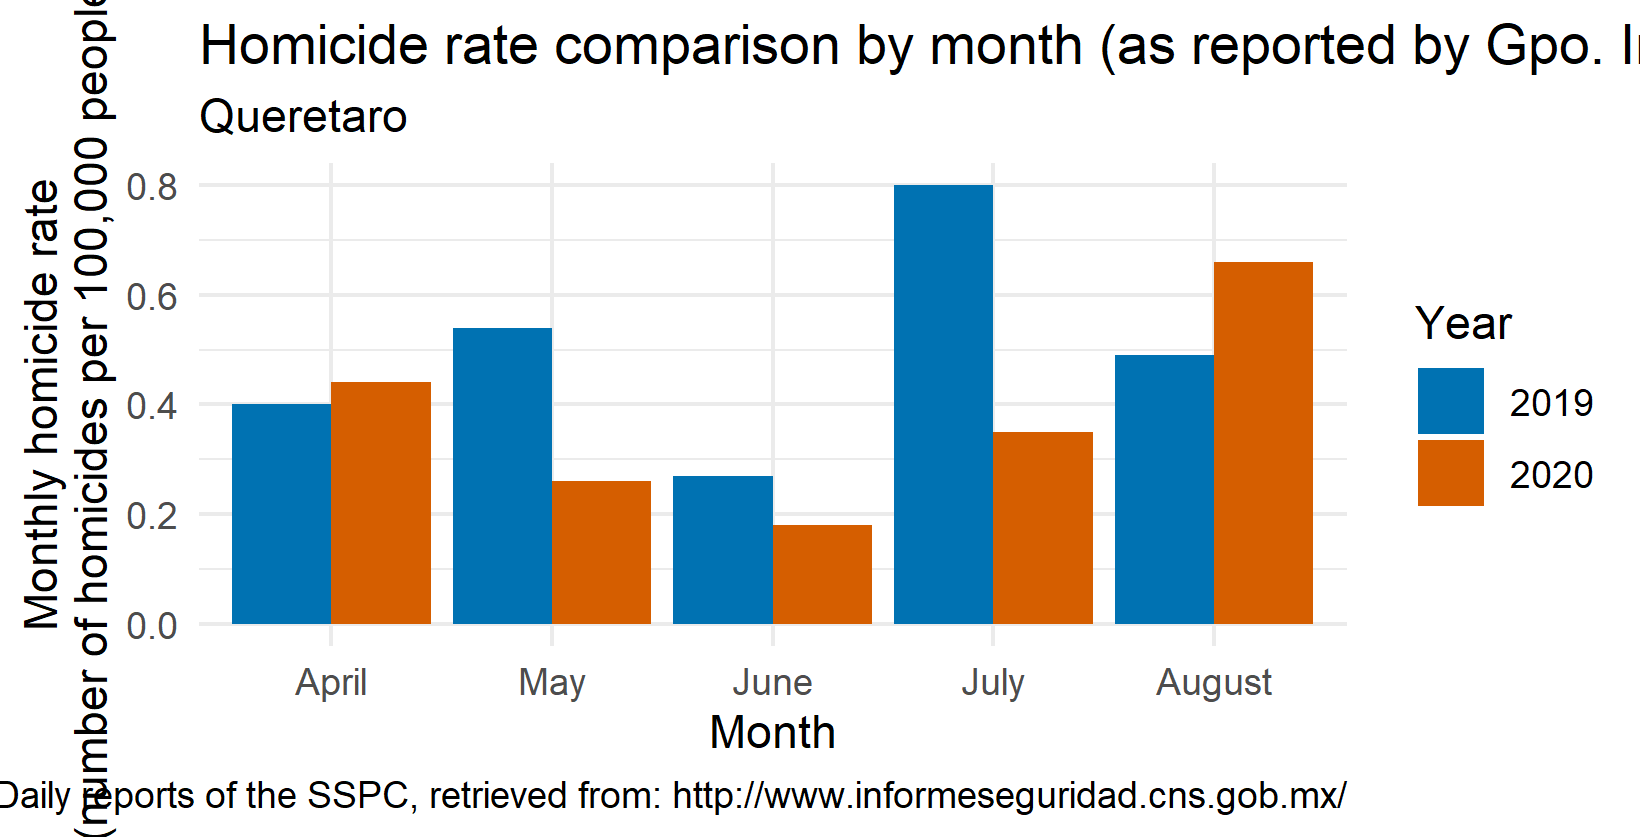 Homicide rate comparison by month (as reported by Gpo.
Queretaro
Monthly homicide rate
(number of homicides per 100,000 people
0.8
0.6
0.4
0.2
0.0
April May June July August
Month
Year
2019
2020
Daily reports of the SSPC, retrieved from: http://www.informeseguridad.cns.gob.mx/